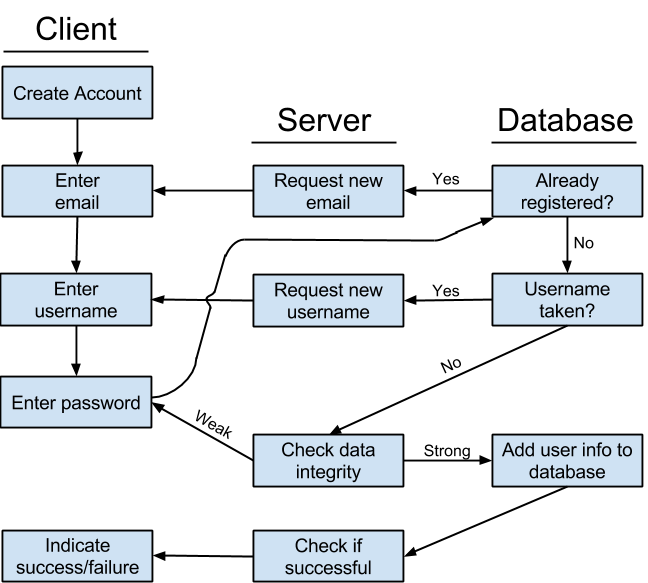 Client
Create Account
Server
Database
Enter
email
Request new
email
Yes
Already
registered?
No
Enter
username
Request new
username
Yes
Username
taken?
No
Enter password
Weak
Check data
integrity
Strong
Add user info to
database
Indicate
success/failure
Check if
successful